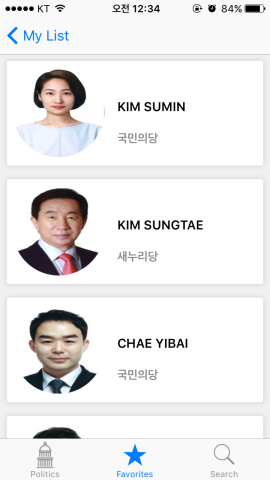 KT 오전 12:34 84%
My List
KIM SUMIN
국민의당
KIM SUNGTAE
새누리당
CHAE YIBAI
국민의당
Politics Favorites Search